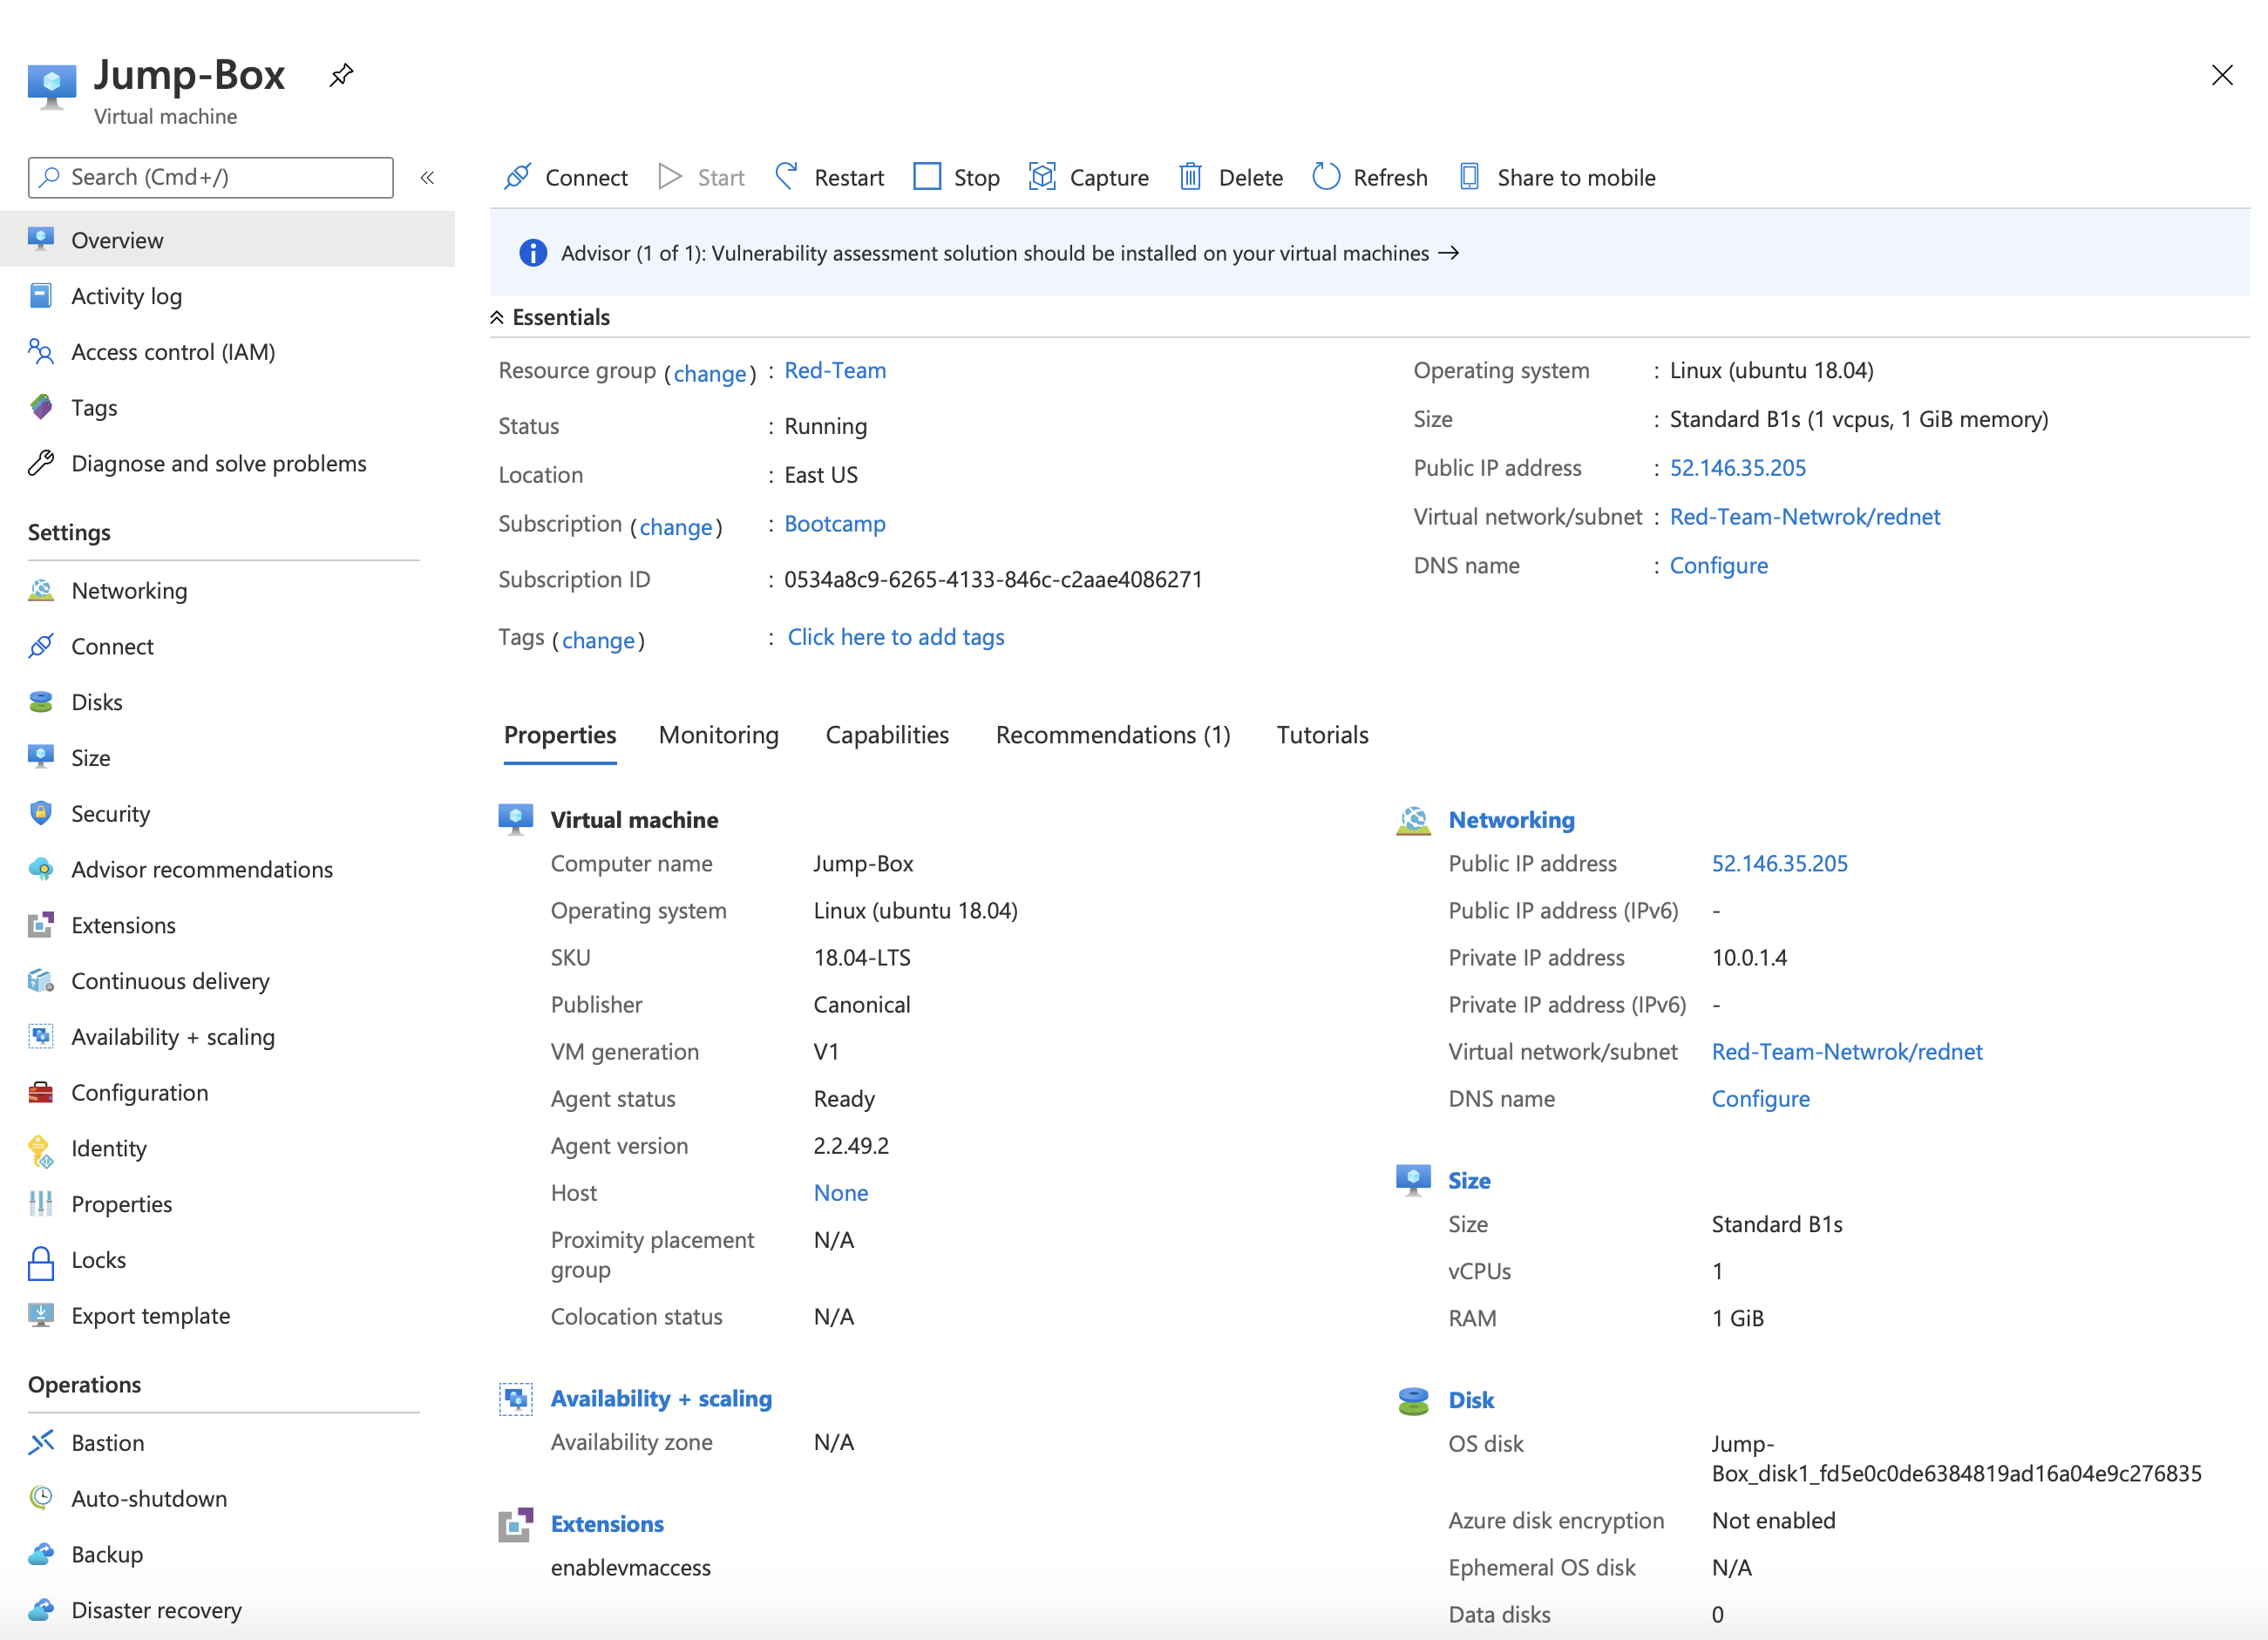 Jump-Box
Virtual machine
Search (Cmd+/)
Overview
Activity log
Access control (IAM)
Tags
Diagnose and solve problems
Settings
Networking
Connect
Disks
Size
Security
Advisor recommendations
Extensions
Continuous delivery
Availability + scaling
Configuration
Identity
Properties
Locks
Export template
Operations
Bastion
Auto-shutdown
Backup
Disaster recovery
Connect Start Restart Stop Capture Delete Refresh Share to mobile
Advisor (1 of 1): Vulnerability assessment solution should be installed on your virtual machines →
Essentials
Resource group (change) : Red-Team
Status : Running
Location : East US
Subscription (change) : Bootcamp
Subscription ID : 0534a8c9-6265-4133-846c-c2aae4086271
Tags (change) : Click here to add tags
Operating system : Linux (ubuntu 18.04)
Size : Standard B1s (1 vcpus, 1 GiB memory)
Public IP address : 52.146.35.205
Virtual network/subnet : Red-Team-Netwrok/rednet
DNS name : Configure
Properties Monitoring Capabilities Recommendations (1) Tutorials
Virtual machine
Computer name Jump-Box
Operating system Linux (ubuntu 18.04)
SKU 18.04-LTS
Publisher Canonical
VM generation V1
Agent status Ready
Agent version 2.2.49.2
Host None
Proximity placement N/A
group
Colocation status N/A
Availability + scaling
Availability zone N/A
Extensions
enablevmaccess
Networking
Public IP address 52.146.35.205
Public IP address (IPv6) -
Private IP address 10.0.1.4
Private IP address (IPv6) -
Virtual network/subnet Red-Team-Netwrok/rednet
DNS name Configure
Size
Size Standard B1s
vCPUs 1
RAM 1 GiB
Disk
OS disk Jump-
Box_disk1_fd5e0c0de6384819ad16a04e9c276835
Azure disk encryption Not enabled
Ephemeral OS disk N/A
Data disks 0